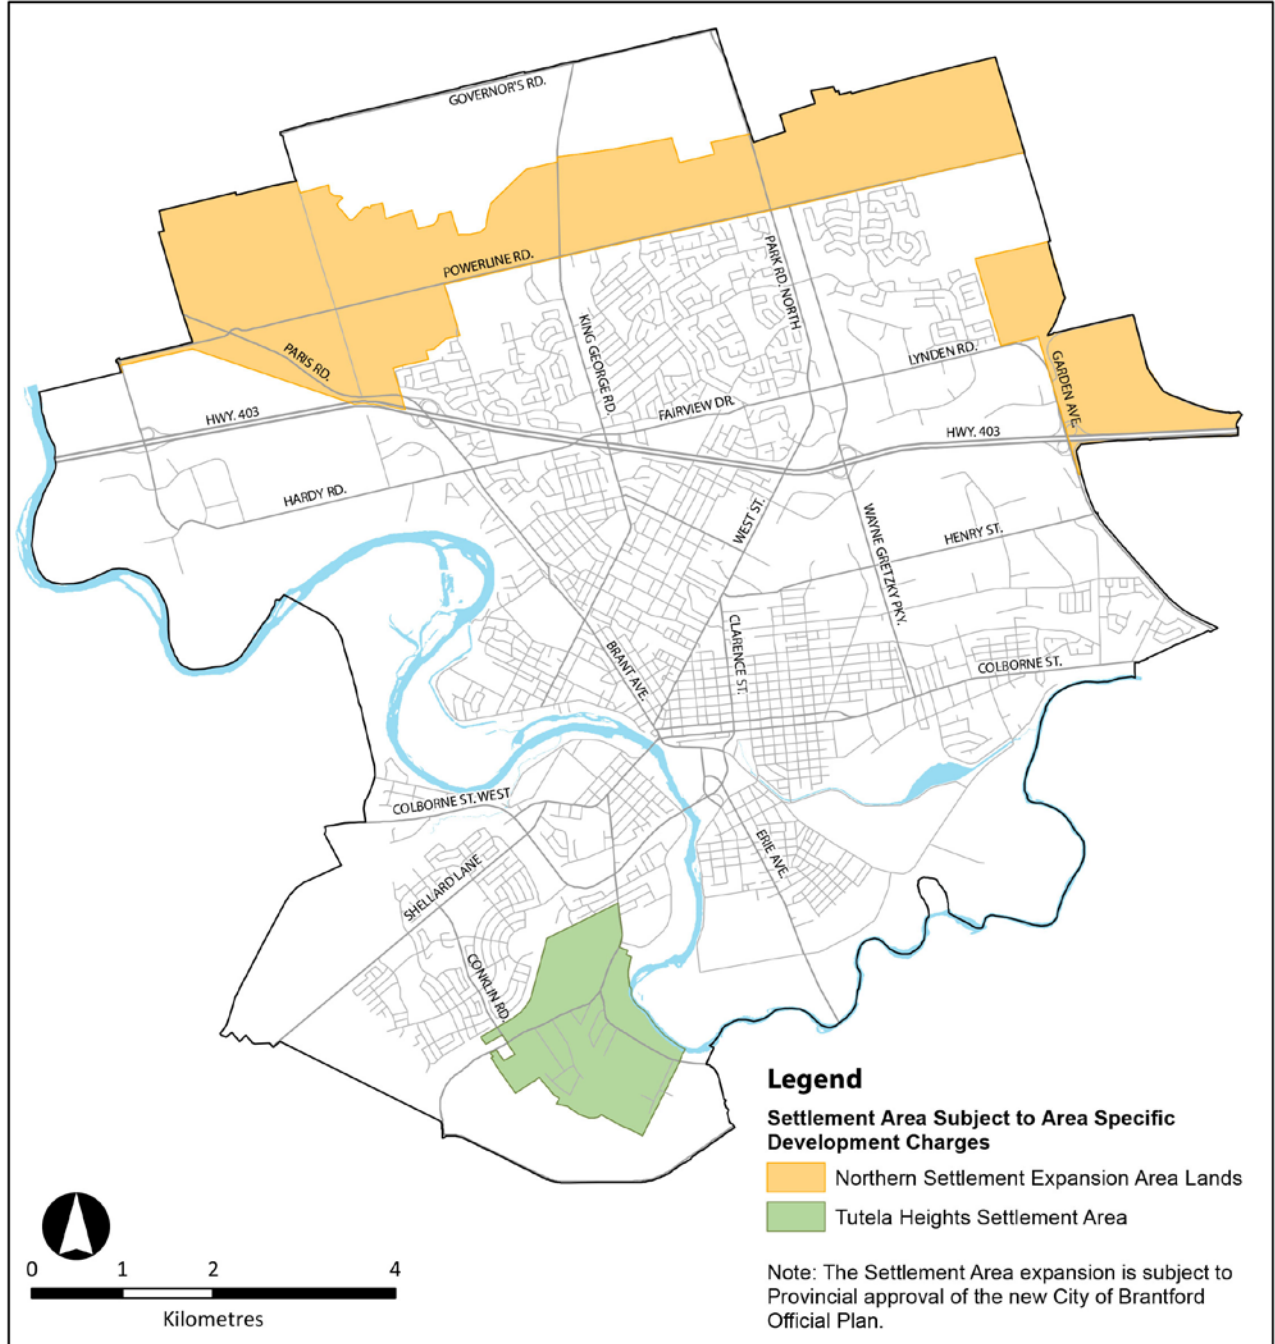 GOVERNOR'S RD.
POWERLINE RD.
PARK RD. NORTH
KING GEORGE RD.
PARIS RD.
LYNDEN RD.
GARDEN AVE.
HWY. 403
FAIRVIEW DR.
HWY. 403
HARDY RD.
WEST ST.
WAYNE GRETZKY PKY.
HENRY ST.
CLARENCE ST.
BRANT AVE.
COLBORNE ST.
COLBORNE ST. WEST
ERIE AVE.
SHELLARD LANE
CONKLIN RD.
Legend
Settlement Area Subject to Area Specific
Development Charges
Northern Settlement Expansion Area Lands
Tutela Heights Settlement Area
Note: The Settlement Area expansion is subject to
Provincial approval of the new City of Brantford
Official Plan.
0 1 2 4
Kilometres